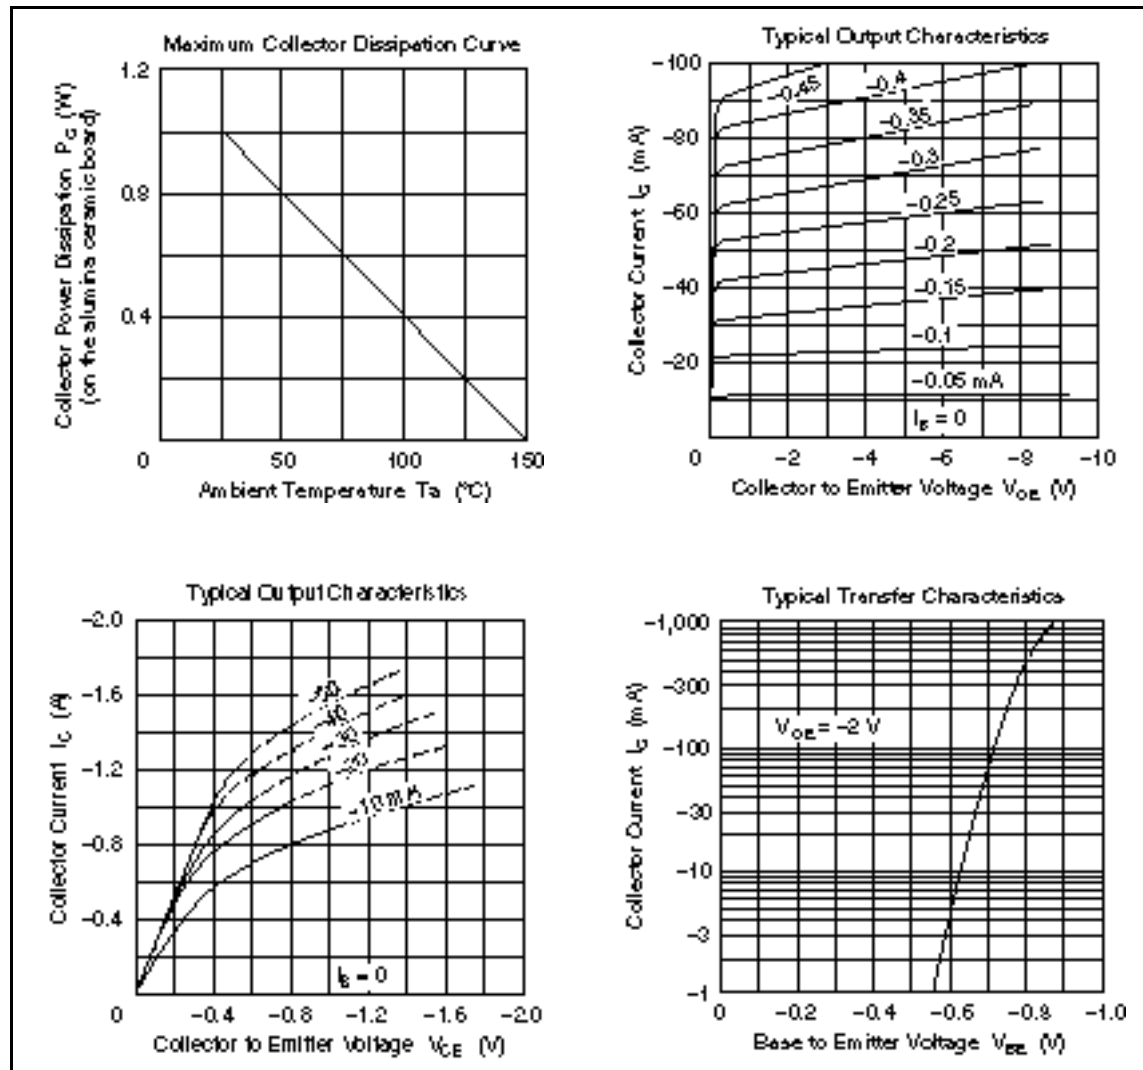 Maximum Collector Dissipation Curve
Collector Power Dissipation P_C (W)
(on the alumina ceramic board)
1.2
0.8
0.4
0
50
100
150
Ambient Temperature Ta (°C)
Typical Output Characteristics
Collector Current I_C (mA)
–100
–80
–60
–40
–20
–0.45
–0.4
–0.35
–0.3
–0.25
–0.2
–0.15
–0.1
–0.05 mA
I_B = 0
0
–2
–4
–6
–8
–10
Collector to Emitter Voltage V_CE (V)
Typical Output Characteristics
Collector Current I_C (A)
–2.0
–1.6
–1.2
–0.8
–0.4
–10 mA
I_B = 0
0
–0.4
–0.8
–1.2
–1.6
–2.0
Collector to Emitter Voltage V_CE (V)
Typical Transfer Characteristics
Collector Current I_C (mA)
–1,000
–300
–100
–30
–10
–3
–1
V_CE = –2 V
0
–0.2
–0.4
–0.6
–0.8
–1.0
Base to Emitter Voltage V_BE (V)